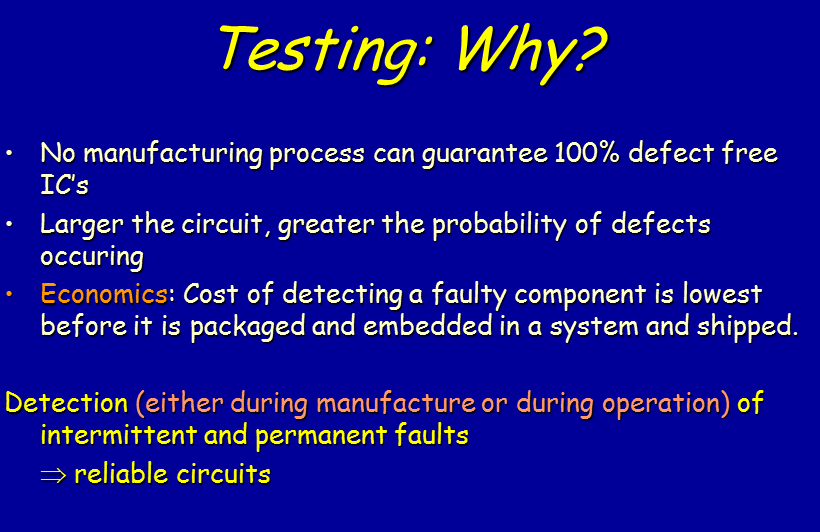 Testing: Why?
• No manufacturing process can guarantee 100% defect free
IC's
• Larger the circuit, greater the probability of defects
occuring
• Economics: Cost of detecting a faulty component is lowest
before it is packaged and embedded in a system and shipped.
Detection (either during manufacture or during operation) of
intermittent and permanent faults
⇒ reliable circuits